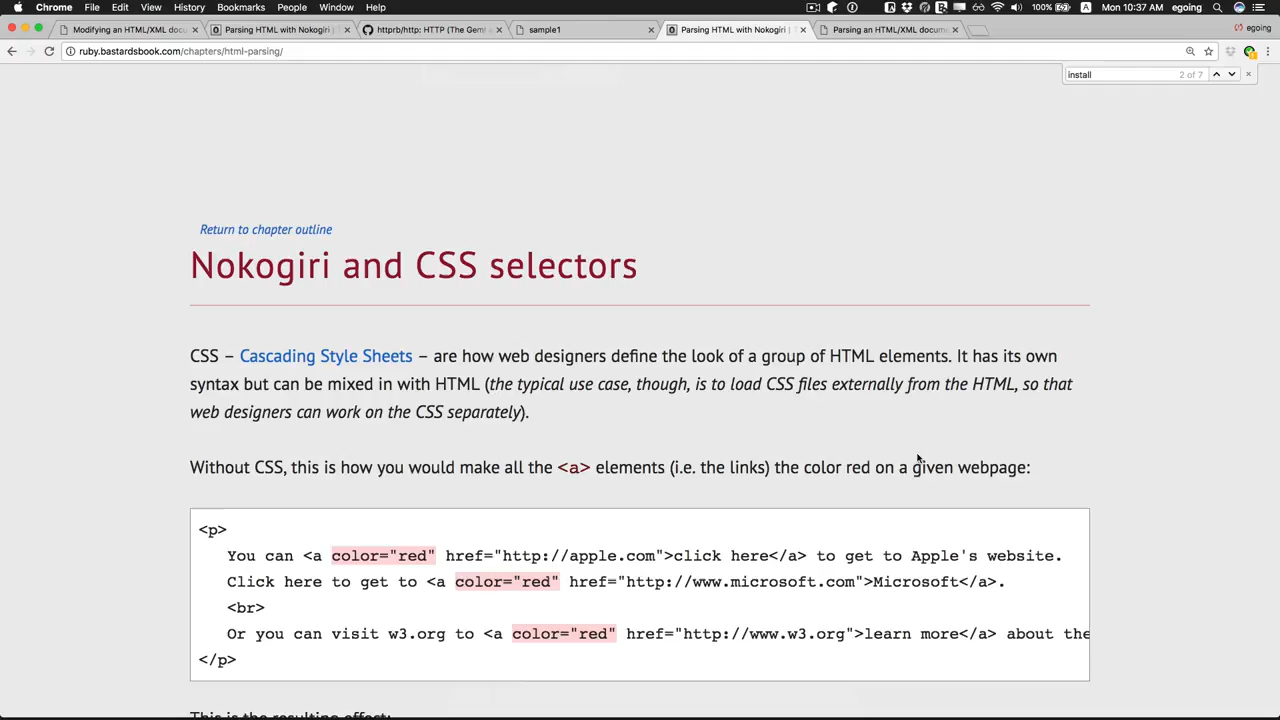 Chrome File Edit View History Bookmarks People Window Help 100% Mon 10:37 AM egoing
Modifying an HTML/XML docu Parsing HTML with Nokogiri | httprb/http: HTTP (The Gem! a sample1 Parsing HTML with Nokogiri | Parsing an HTML/XML docume egoing
ruby.bastardsbook.com/chapters/html-parsing/
install 2 of 7
Return to chapter outline
Nokogiri and CSS selectors
CSS – Cascading Style Sheets – are how web designers define the look of a group of HTML elements. It has its own
syntax but can be mixed in with HTML (the typical use case, though, is to load CSS files externally from the HTML, so that
web designers can work on the CSS separately).
Without CSS, this is how you would make all the <a> elements (i.e. the links) the color red on a given webpage:
<p>
You can <a color="red" href="http://apple.com">click here</a> to get to Apple's website.
Click here to get to <a color="red" href="http://www.microsoft.com">Microsoft</a>.
<br>
Or you can visit w3.org to <a color="red" href="http://www.w3.org">learn more</a> about the
</p>
This is the resulting effect: